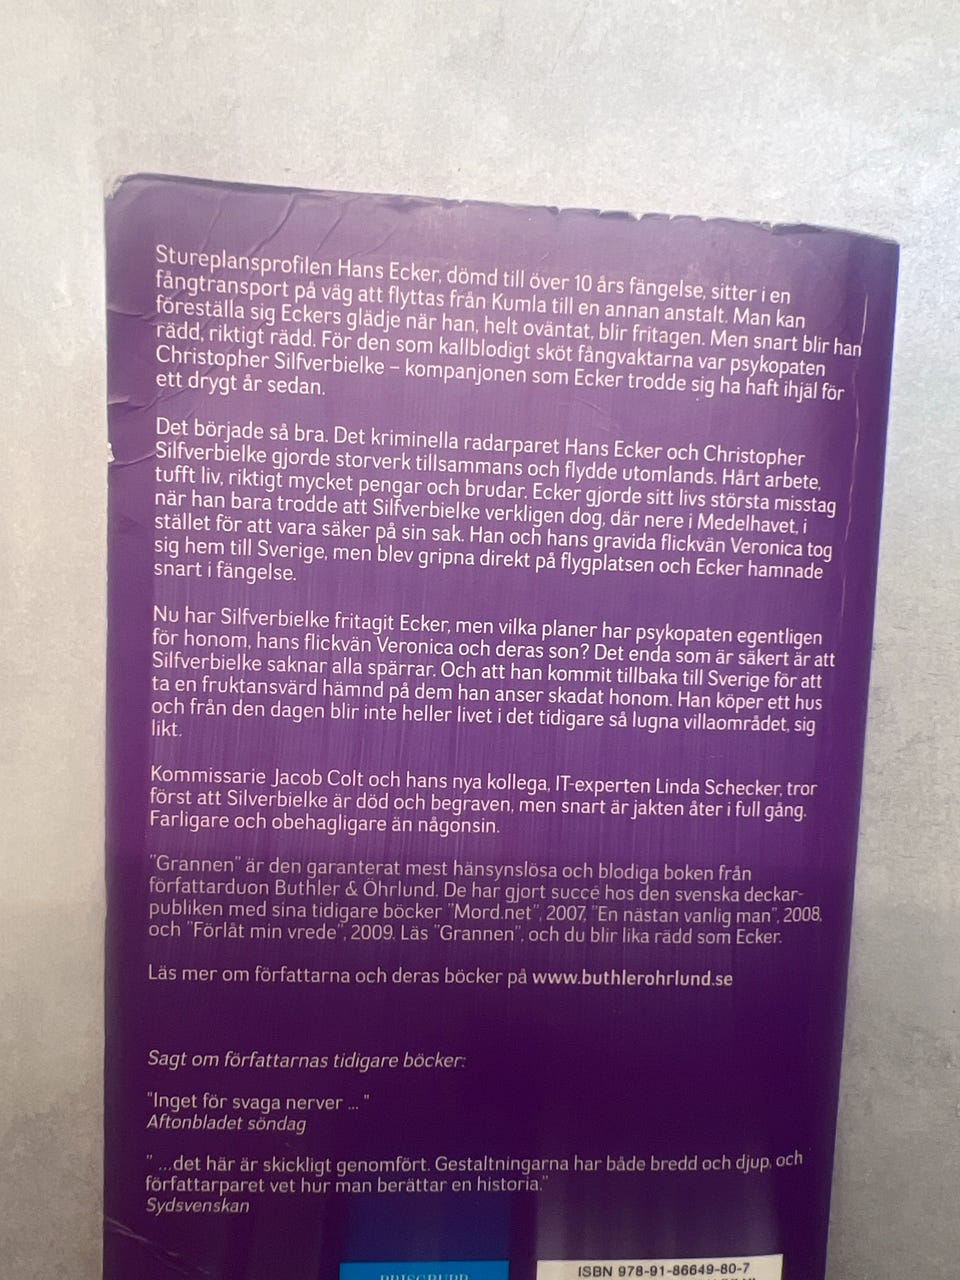 Stureplansprofilen Hans Ecker, dömd till över 10 års fängelse, sitter i en
fångtransport på väg att flyttas från Kumla till en annan anstalt. Man kan
föreställa sig Eckers glädje när han, helt oväntat, blir fritagen. Men snart blir han
rädd, riktigt rädd. För den som kallblodigt sköt fångvaktarna var psykopaten
Christopher Silfverbielke – kompanjonen som Ecker trodde sig ha haft ihjäl för
ett drygt år sedan.
Det började så bra. Det kriminella radarparet Hans Ecker och Christopher
Silfverbielke gjorde storverk tillsammans och flydde utomlands. Hårt arbete,
tufft liv, riktigt mycket pengar och brudar. Ecker gjorde sitt livs största misstag
när han bara trodde att Silfverbielke verkligen dog, där nere i Medelhavet, i
stället för att vara säker på sin sak. Han och hans gravida flickvän Veronica tog
sig hem till Sverige, men blev gripna direkt på flygplatsen och Ecker hamnade
snart i fängelse.
Nu har Silfverbielke fritagit Ecker, men vilka planer har psykopaten egentligen
för honom, hans flickvän Veronica och deras son? Det enda som är säkert är att
Silfverbielke saknar alla spärrar. Och att han kommit tillbaka till Sverige för att
ta en fruktansvärd hämnd på dem han anser skadat honom. Han köper ett hus
och från den dagen blir inte heller livet i det tidigare så lugna villaområdet, sig
likt.
Kommissarie Jacob Colt och hans nya kollega, IT-experten Linda Schecker, tror
först att Silverbielke är död och begraven, men snart är jakten åter i full gång.
Farligare och obehagligare än någonsin.
"Grannen" är den garanterat mest hänsynslösa och blodiga boken från
författarduon Buthler & Öhrlund. De har gjort succé hos den svenska deckar-
publiken med sina tidigare böcker "Mord.net", 2007, "En nästan vanlig man", 2008,
och "Förlåt min vrede", 2009. Läs "Grannen", och du blir lika rädd som Ecker.
Läs mer om författarna och deras böcker på www.buthlerohrlund.se
Sagt om författarnas tidigare böcker:
"Inget för svaga nerver ... "
Aftonbladet söndag
" ...det här är skickligt genomfört. Gestaltningarna har både bredd och djup, och
författarparet vet hur man berättar en historia."
Sydsvenskan
ISBN 978-91-86649-80-7